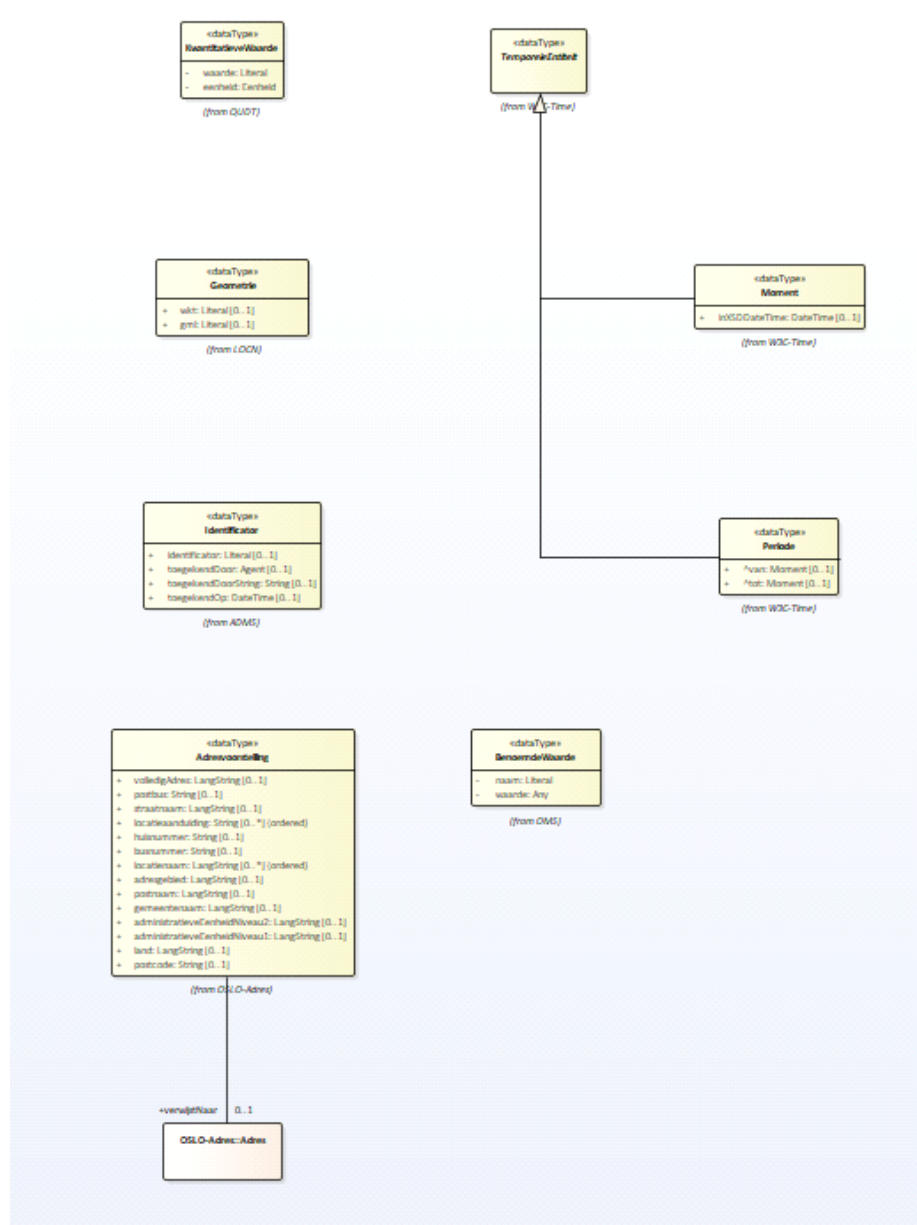 «dataType»
KwantitatieveWaarde
- waarde: Literal
- eenheid: Eenheid
(from QUDT)
«dataType»
TemporeleEntiteit
(from W3C-Time)
«dataType»
Geometrie
+ wkt: Literal [0..1]
+ gml: Literal [0..1]
(from LOCN)
«dataType»
Moment
+ inXSDDateTime: DateTime [0..1]
(from W3C-Time)
«dataType»
Identificator
+ identificator: Literal [0..1]
+ toegekendDoor: Agent [0..1]
+ toegekendDoorString: String [0..1]
+ toegekendOp: DateTime [0..1]
(from ADMS)
«dataType»
Periode
+ ^van: Moment [0..1]
+ ^tot: Moment [0..1]
(from W3C-Time)
«dataType»
Adresvoorstelling
+ volledigAdres: LangString [0..1]
+ postbus: String [0..1]
+ straatnaam: LangString [0..1]
+ locatieaanduiding: String [0..*] {ordered}
+ huisnummer: String [0..1]
+ busnummer: String [0..1]
+ locatienaam: LangString [0..*] {ordered}
+ adresgebied: LangString [0..1]
+ postnaam: LangString [0..1]
+ gemeentenaam: LangString [0..1]
+ administratieveEenheidNiveau2: LangString [0..1]
+ administratieveEenheidNiveau1: LangString [0..1]
+ land: LangString [0..1]
+ postcode: String [0..1]
(from OSLO-Adres)
«dataType»
BenoemdeWaarde
- naam: Literal
- waarde: Any
(from OMS)
+verwijstNaar 0..1
OSLO-Adres::Adres